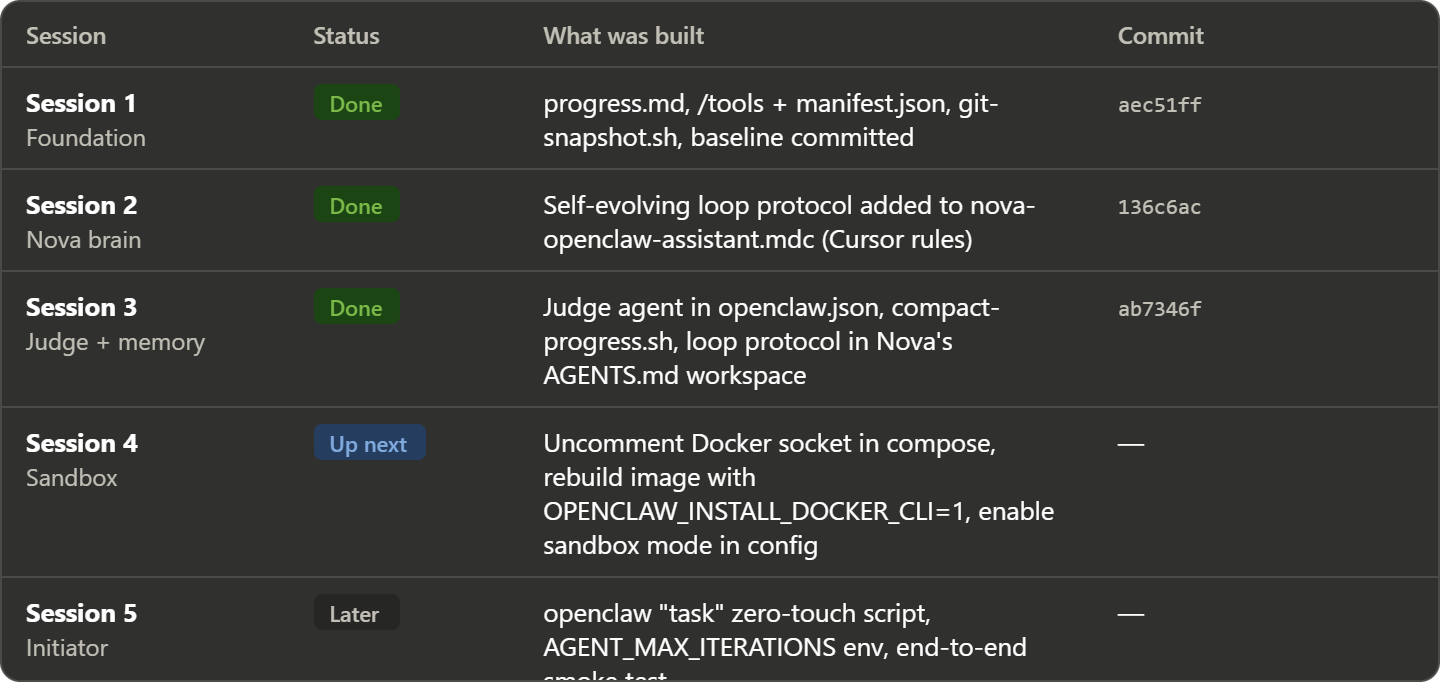 Session Status What was built Commit
Session 1 Done progress.md, /tools + manifest.json, git- aec51ff
Foundation snapshot.sh, baseline committed
Session 2 Done Self-evolving loop protocol added to nova- 136c6ac
Nova brain openclaw-assistant.mdc (Cursor rules)
Session 3 Done Judge agent in openclaw.json, compact- ab7346f
Judge + memory progress.sh, loop protocol in Nova's
AGENTS.md workspace
Session 4 Up next Uncomment Docker socket in compose, —
Sandbox rebuild image with
OPENCLAW_INSTALL_DOCKER_CLI=1, enable
sandbox mode in config
Session 5 Later openclaw "task" zero-touch script, —
Initiator AGENT_MAX_ITERATIONS env, end-to-end
smoke test